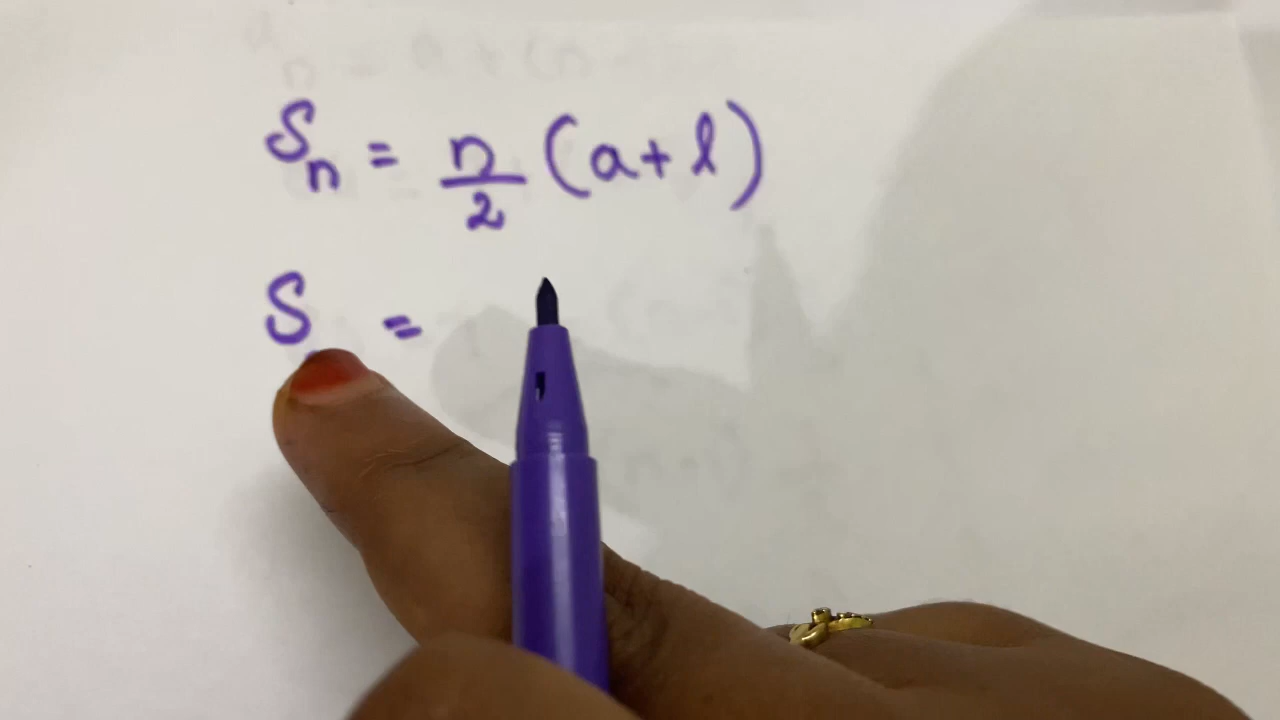 Sn = n/2 (a+l)
S =